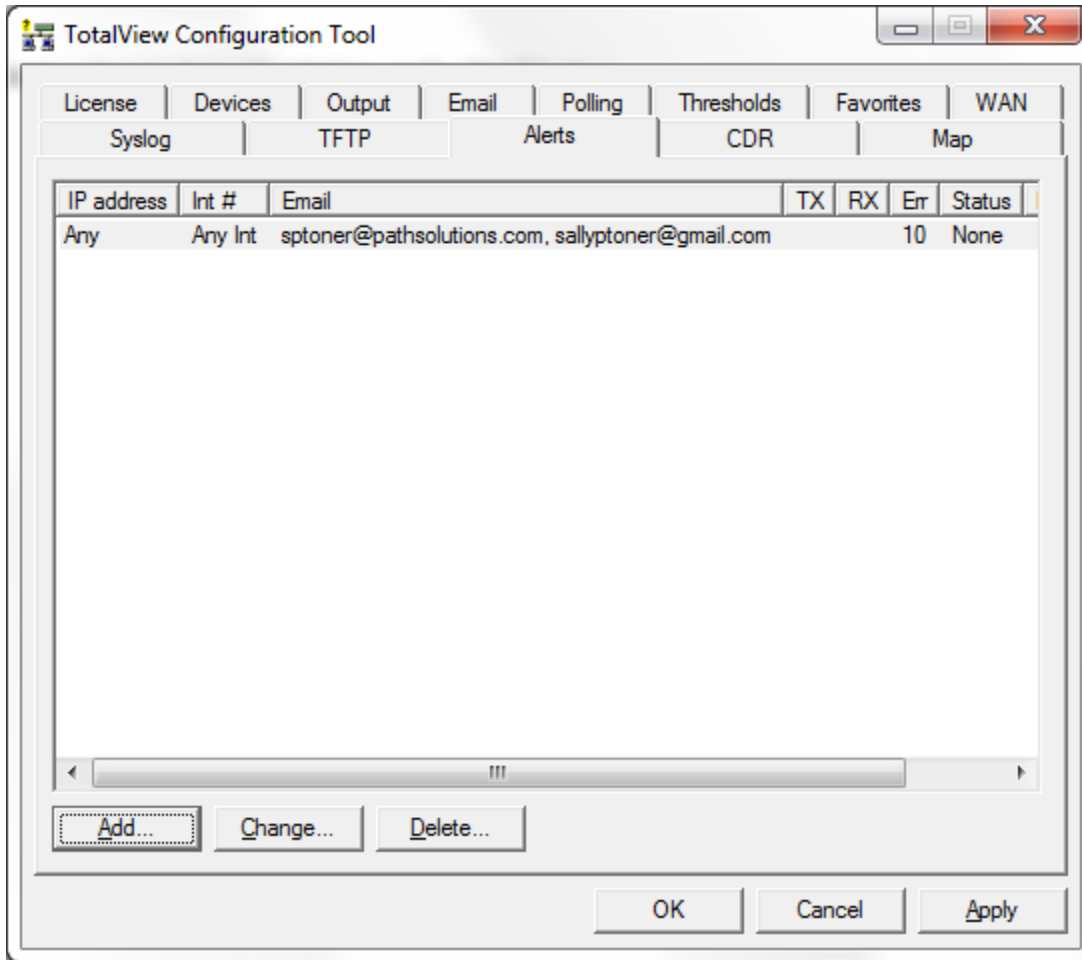 TotalView Configuration Tool
License Devices Output Email Polling Thresholds Favorites WAN
Syslog TFTP Alerts CDR Map
IP address Int # Email TX RX Err Status
Any Any Int sptoner@pathsolutions.com, sallyptoner@gmail.com 10 None
Add... Change... Delete...
OK Cancel Apply